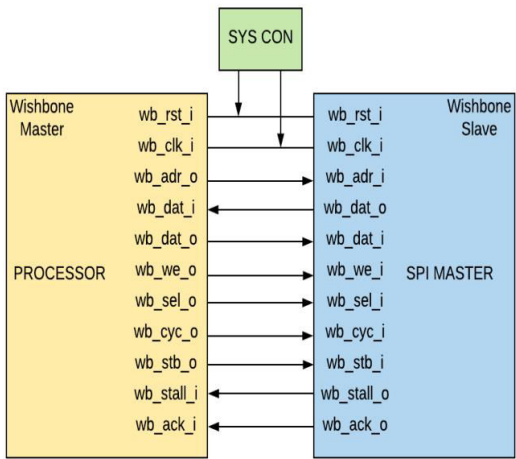 SYS CON
Wishbone
Master
wb_rst_i
wb_clk_i
wb_adr_o
wb_dat_i
wb_dat_o
wb_we_o
wb_sel_o
wb_cyc_o
wb_stb_o
wb_stall_i
wb_ack_i
PROCESSOR
wb_rst_i
wb_clk_i
wb_adr_i
wb_dat_o
wb_dat_i
wb_we_i
wb_sel_i
wb_cyc_i
wb_stb_i
wb_stall_o
wb_ack_o
Wishbone
Slave
SPI MASTER